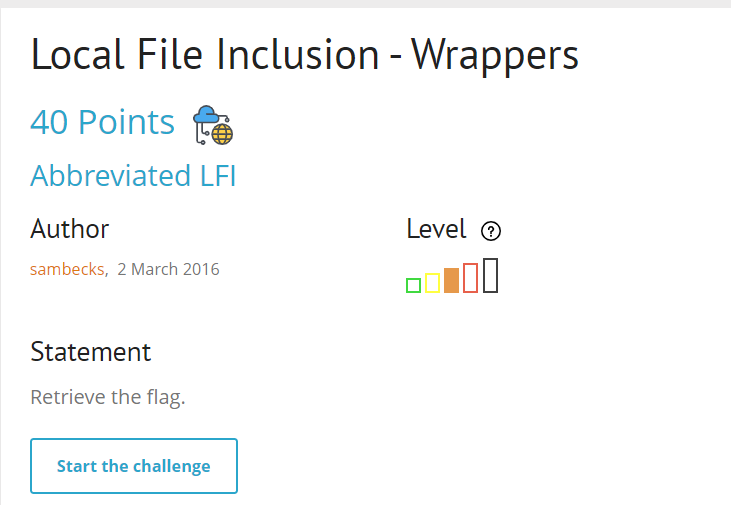 Local File Inclusion - Wrappers
40 Points
Abbreviated LFI
Author
Level ?
sambecks, 2 March 2016
Statement
Retrieve the flag.
Start the challenge